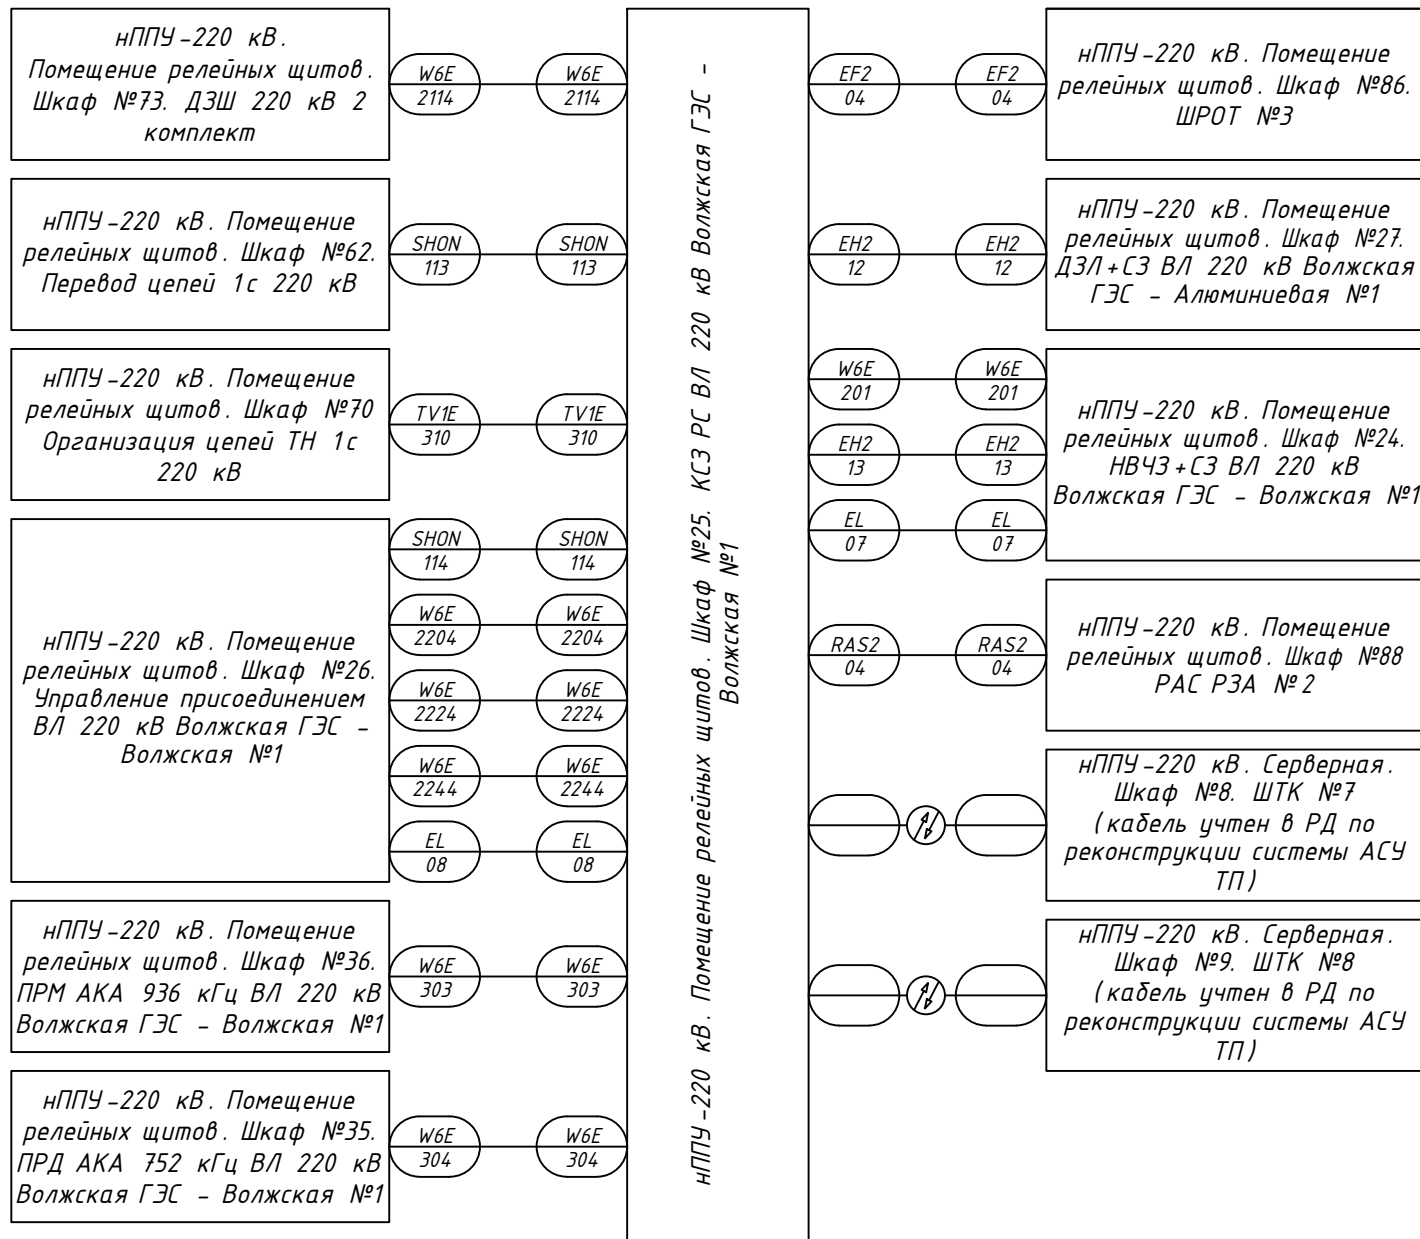 нППУ-220 кВ.
Помещение релейных щитов.
Шкаф №73. ДЗШ 220 кВ 2
комплект
W6E
2114
W6E
2114
нППУ-220 кВ. Помещение
релейных щитов. Шкаф №62.
Перевод цепей 1с 220 кВ
SHON
113
SHON
113
нППУ-220 кВ. Помещение
релейных щитов. Шкаф №70
Организация цепей ТН 1с
220 кВ
TV1E
310
TV1E
310
нППУ-220 кВ. Помещение
релейных щитов. Шкаф №26.
Управление присоединением
ВЛ 220 кВ Волжская ГЭС -
Волжская №1
SHON
114
SHON
114
W6E
2204
W6E
2204
W6E
2224
W6E
2224
W6E
2244
W6E
2244
EL
08
EL
08
нППУ-220 кВ. Помещение
релейных щитов. Шкаф №36.
ПРМ АКА 936 кГц ВЛ 220 кВ
Волжская ГЭС - Волжская №1
W6E
303
W6E
303
нППУ-220 кВ. Помещение
релейных щитов. Шкаф №35.
ПРД АКА 752 кГц ВЛ 220 кВ
Волжская ГЭС - Волжская №1
W6E
304
W6E
304
нППУ-220 кВ. Помещение релейных щитов. Шкаф №25. КСЗ РС ВЛ 220 кВ Волжская ГЭС -
Волжская №1
EF2
04
EF2
04
нППУ-220 кВ. Помещение
релейных щитов. Шкаф №86.
ШРОТ №3
EH2
12
EH2
12
нППУ-220 кВ. Помещение
релейных щитов. Шкаф №27.
ДЗЛ+СЗ ВЛ 220 кВ Волжская
ГЭС - Алюминиевая №1
W6E
201
W6E
201
EH2
13
EH2
13
EL
07
EL
07
нППУ-220 кВ. Помещение
релейных щитов. Шкаф №24.
НВЧЗ+СЗ ВЛ 220 кВ
Волжская ГЭС - Волжская №1
RAS2
04
RAS2
04
нППУ-220 кВ. Помещение
релейных щитов. Шкаф №88
РАС РЗА №2
нППУ-220 кВ. Серверная.
Шкаф №8. ШТК №7
(кабель учтен в РД по
реконструкции системы АСУ
ТП)
нППУ-220 кВ. Серверная.
Шкаф №9. ШТК №8
(кабель учтен в РД по
реконструкции системы АСУ
ТП)